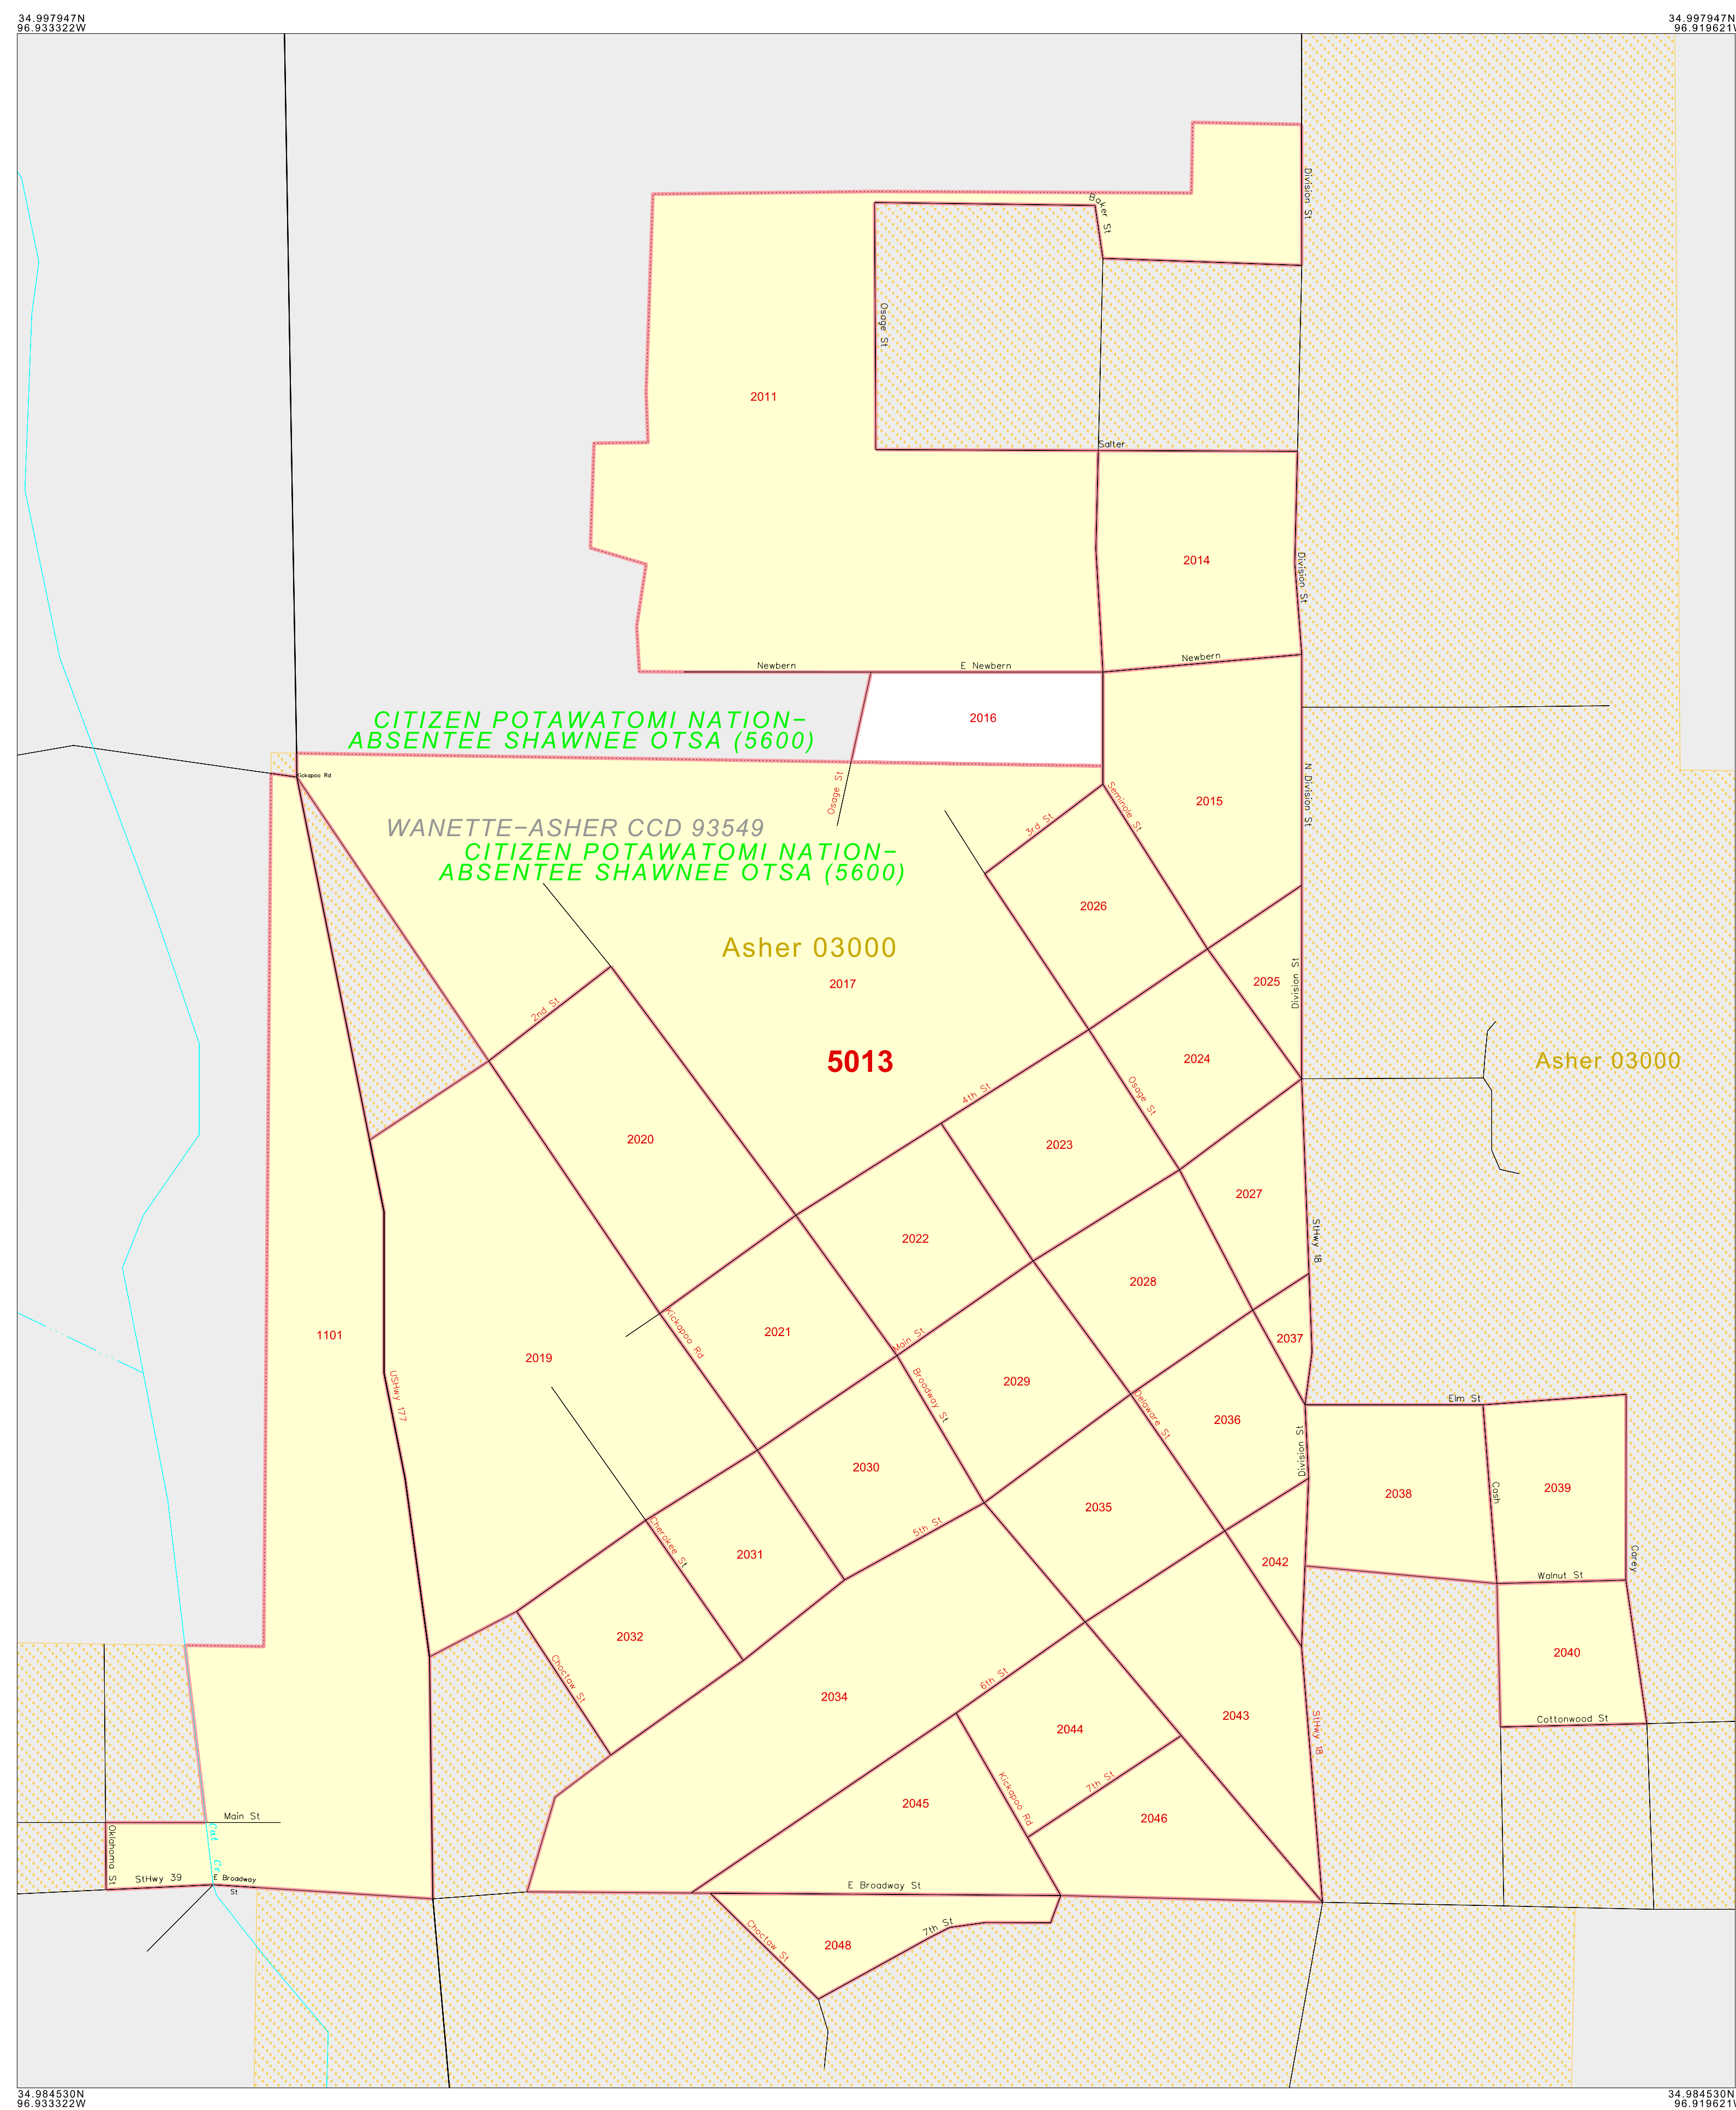 34.997947N
96.933322W
34.997947N
96.919621W
Division St
Baker St
Osage St
2011
Salter
2014
Division St
Newbern
E Newbern
Newbern
2016
CITIZEN POTAWATOMI NATION-
ABSENTEE SHAWNEE OTSA (5600)
Kickapoo Rd
Osage St
Seminole St
2015
N Division St
WANETTE-ASHER CCD 93549
3rd St
CITIZEN POTAWATOMI NATION-
ABSENTEE SHAWNEE OTSA (5600)
2026
Asher 03000
2017
2025
Division St
2nd St
5013
2024
Asher 03000
4th St
Osage St
2020
2023
2027
2022
StHwy 18
2028
1101
2021
Kickapoo Rd
Main St
2037
2019
USHwy 177
Broadway St
2029
Delaware St
Elm St
2036
Division St
2030
2038
Cash
2039
2035
5th St
Cherokee St
2031
2042
Carey
Walnut St
2032
2040
Choctaw St
6th St
2034
2043
StHwy 18
2044
Cottonwood St
7th St
Kickapoo Rd
2045
2046
Main St
Oklahoma St
Cat Cr
StHwy 39
E Broadway
St
E Broadway St
7th St
Choctaw St
2048
34.984530N
96.933322W
34.984530N
96.919621W